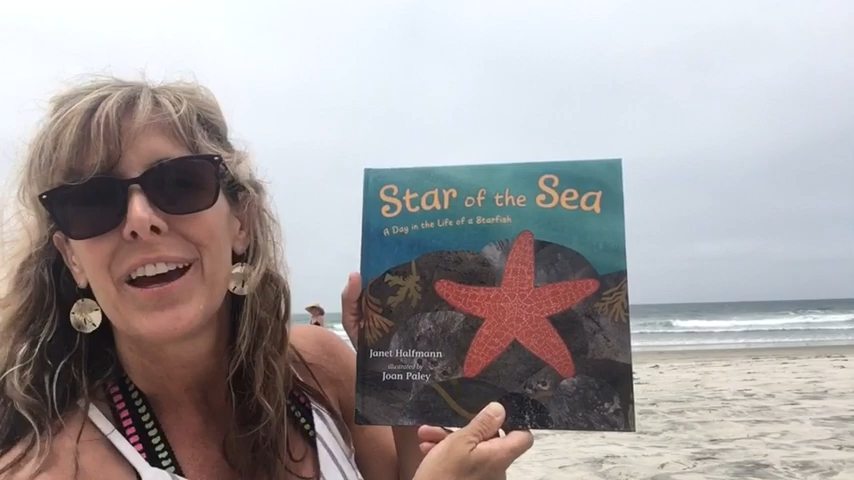 Star of the Sea
A Day in the Life of a Starfish
Janet Halfmann
illustrated by
Joan Paley